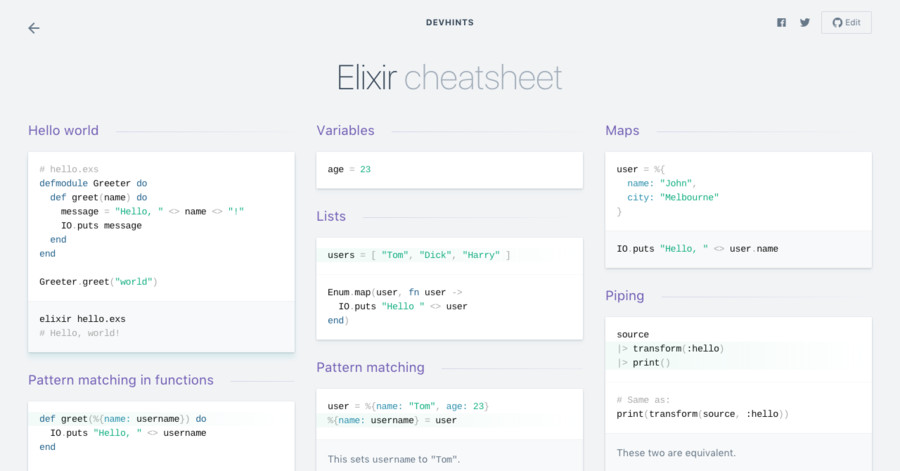 DEVHINTS
Edit
Elixir cheatsheet
Hello world
# hello.exs
defmodule Greeter do
  def greet(name) do
    message = "Hello, " <> name <> "!"
    IO.puts message
  end
end
Greeter.greet("world")
elixir hello.exs
# Hello, world!
Pattern matching in functions
def greet(%{name: username}) do
  IO.puts "Hello, " <> username
end
Variables
age = 23
Lists
users = [ "Tom", "Dick", "Harry" ]
Enum.map(user, fn user ->
  IO.puts "Hello " <> user
end)
Pattern matching
user = %{name: "Tom", age: 23}
%{name: username} = user
This sets username to "Tom".
Maps
user = %{
  name: "John",
  city: "Melbourne"
}
IO.puts "Hello, " <> user.name
Piping
source
|> transform(:hello)
|> print()
# Same as:
print(transform(source, :hello))
These two are equivalent.